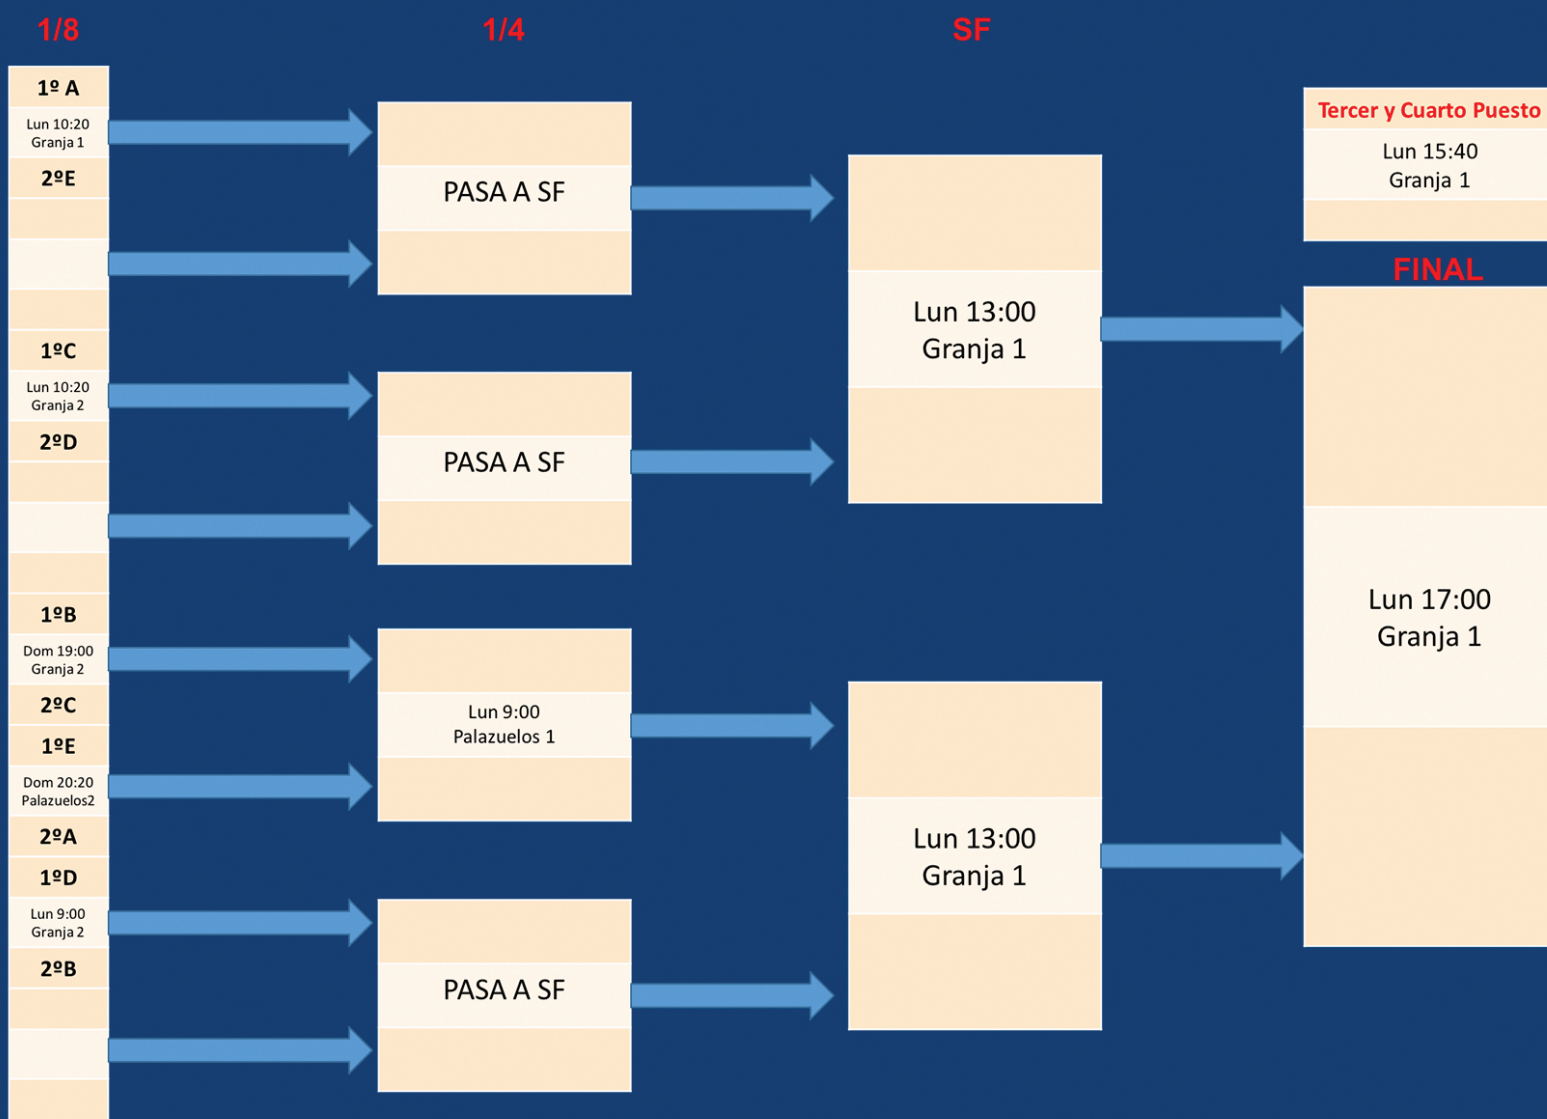 1/8
1º A
Lun 10:20
Granja 1
2ºE
1ºC
Lun 10:20
Granja 2
2ºD
1ºB
Dom 19:00
Granja 2
2ºC
1ºE
Dom 20:20
Palazuelos2
2ºA
1ºD
Lun 9:00
Granja 2
2ºB
1/4
PASA A SF
PASA A SF
Lun 9:00
Palazuelos 1
PASA A SF
SF
Lun 13:00
Granja 1
Lun 13:00
Granja 1
Tercer y Cuarto Puesto
Lun 15:40
Granja 1
FINAL
Lun 17:00
Granja 1